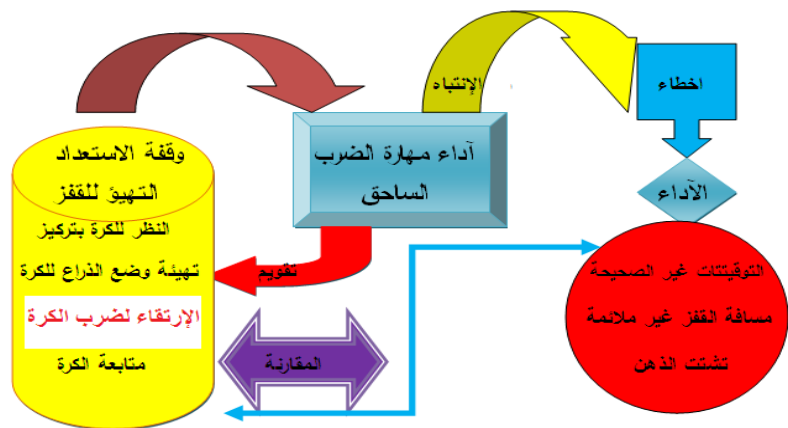 الإنتباه
اخطاء
آداء مهارة الضرب
الساحق
الآداء
وقفة الاستعداد
التهيؤ للقفز
النظر للكرة بتركيز
تهيئة وضع الذراع للكرة
الإرتقاء لضرب الكرة
متابعة الكرة
تقويم
المقارنة
التوقيتتات غير الصحيحة
مسافة القفز غير ملائمة
تشتت الذهن